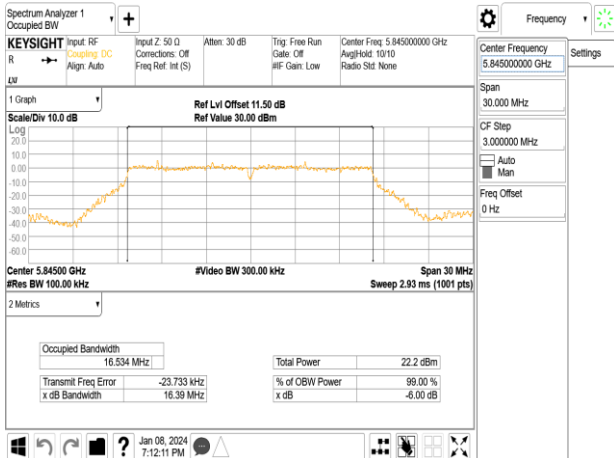 Spectrum Analyzer 1
Occupied BW
Frequency
KEYSIGHT
R
Input: RF
Coupling: DC
Align: Auto
Input Z: 50 Ω
Corrections: Off
Freq Ref: Int (S)
Atten: 30 dB
Trig: Free Run
Gate: Off
#IF Gain: Low
Center Freq: 5.845000000 GHz
Avg|Hold: 10/10
Radio Std: None
Center Frequency
5.845000000 GHz
Settings
Span
30.000 MHz
CF Step
3.000000 MHz
Auto
Man
Freq Offset
0 Hz
1 Graph
Scale/Div 10.0 dB
Ref Lvl Offset 11.50 dB
Ref Value 30.00 dBm
Log
20.0
10.0
0.00
-10.0
-20.0
-30.0
-40.0
-50.0
-60.0
Center 5.84500 GHz
#Video BW 300.00 kHz
Span 30 MHz
#Res BW 100.00 kHz
Sweep 2.93 ms (1001 pts)
2 Metrics
Occupied Bandwidth
16.534 MHz
Total Power 22.2 dBm
Transmit Freq Error -23.733 kHz
% of OBW Power 99.00 %
x dB Bandwidth 16.39 MHz
x dB -6.00 dB
?
Jan 08, 2024
7:12:11 PM